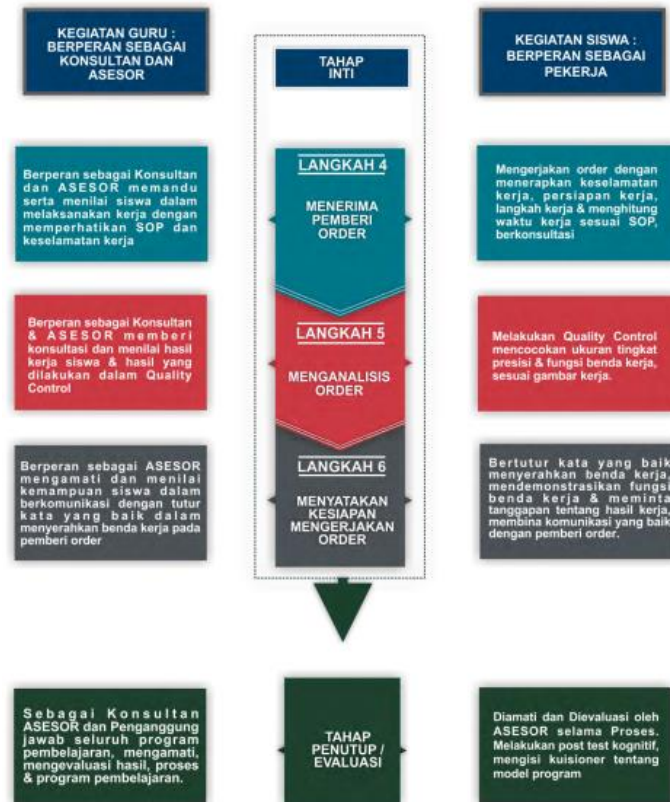 KEGIATAN GURU :
BERPERAN SEBAGAI
KONSULTAN DAN
ASESOR
TAHAP
INTI
KEGIATAN SISWA :
BERPERAN SEBAGAI
PEKERJA
Berperan sebagai Konsultan
dan ASESOR memandu
serta menilai siswa dalam
melaksanakan kerja dengan
memperhatikan SOP dan
keselamatan kerja
LANGKAH 4
MENERIMA
PEMBERI
ORDER
Mengerjakan order dengan
menerapkan keselamatan
kerja, persiapan kerja,
langkah kerja & menghitung
waktu kerja sesuai SOP,
berkonsultasi
Berperan sebagai Konsultan
& ASESOR memberi
konsultasi dan menilai hasil
kerja siswa & hasil yang
dilakukan dalam Quality
Control
LANGKAH 5
MENGANALISIS
ORDER
Melakukan Quality Control
mencocokan ukuran tingkat
presisi & fungsi benda kerja,
sesuai gambar kerja.
Berperan sebagai ASESOR
mengamati dan menilai
kemampuan siswa dalam
berkomunikasi dengan tutur
kata yang baik dalam
menyerahkan benda kerja pada
pemberi order
LANGKAH 6
MENYATAKAN
KESIAPAN
MENGERJAKAN
ORDER
Bertutur kata yang baik
menyerahkan benda kerja,
mendemonstrasikan fungsi
benda kerja & meminta
tanggapan tentang hasil kerja,
membina komunikasi yang baik
dengan pemberi order.
Sebagai Konsultan
ASESOR dan Penganggung
jawab seluruh program
pembelajaran, mengamati,
mengevaluasi hasil, proses
& program pembelajaran.
TAHAP
PENUTUP /
EVALUASI
Diamati dan Dievaluasi oleh
ASESOR selama Proses.
Melakukan post test kognitif,
mengisi kuisioner tentang
model program